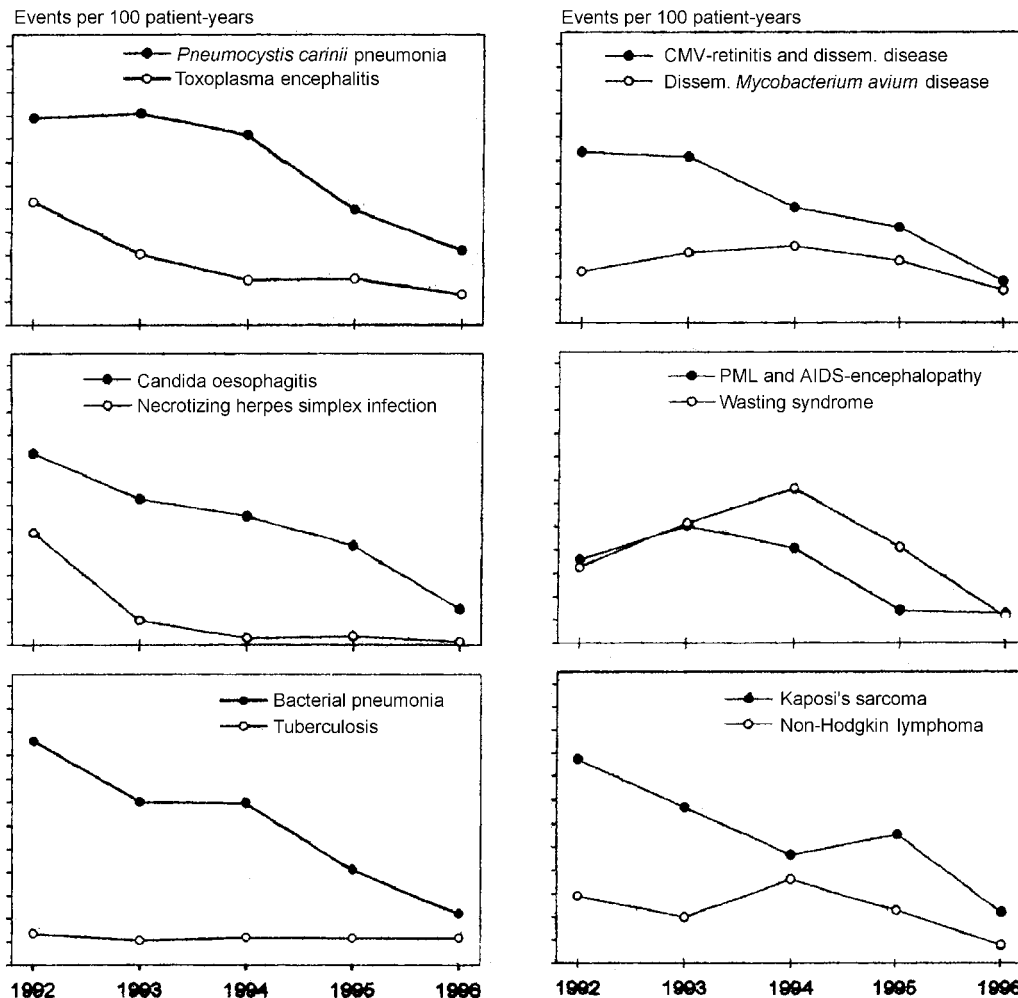 Events per 100 patient-years
Pneumocystis carinii pneumonia
Toxoplasma encephalitis
Candida oesophagitis
Necrotizing herpes simplex infection
Bacterial pneumonia
Tuberculosis
1992 1993 1994 1995 1996
Events per 100 patient-years
CMV-retinitis and dissem. disease
Dissem. Mycobacterium avium disease
PML and AIDS-encephalopathy
Wasting syndrome
Kaposi's sarcoma
Non-Hodgkin lymphoma
1992 1993 1994 1995 1996